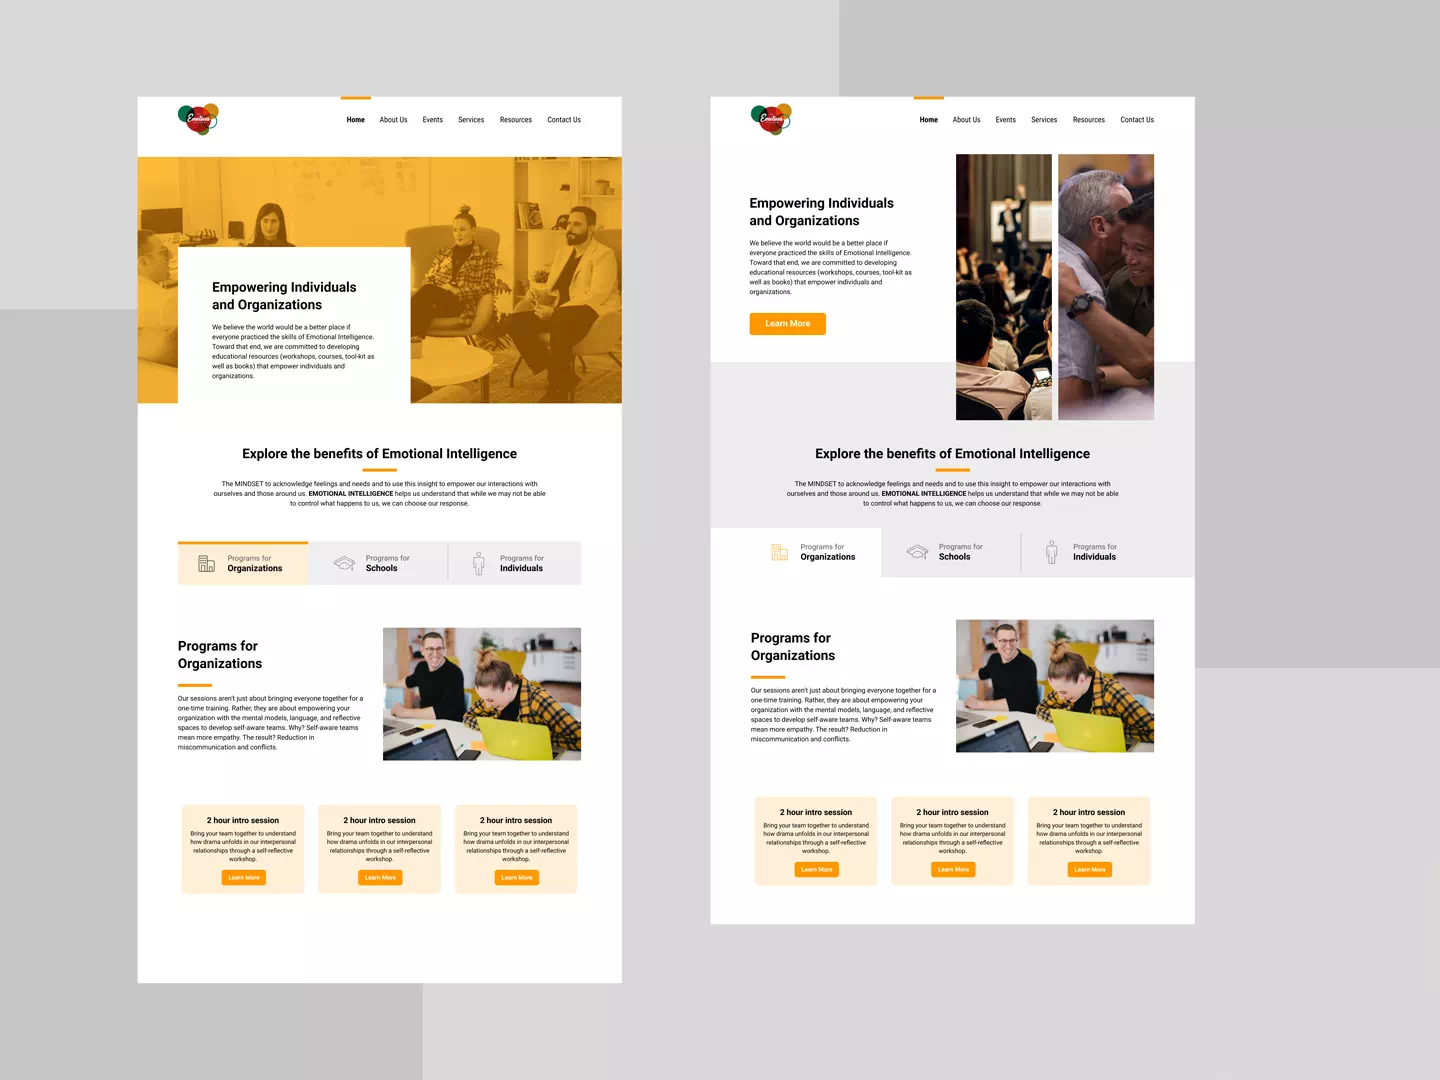 Emotives
Home About Us Events Services Resources Contact Us
Empowering Individuals
and Organizations
We believe the world would be a better place if
everyone practiced the skills of Emotional Intelligence.
Toward that end, we are committed to developing
educational resources (workshops, courses, tool-kit as
well as books) that empower individuals and
organizations.
Explore the benefits of Emotional Intelligence
The MINDSET to acknowledge feelings and needs and to use this insight to empower our interactions with
ourselves and those around us. EMOTIONAL INTELLIGENCE helps us understand that while we may not be able
to control what happens to us, we can choose our response.
Programs for
Organizations
Programs for
Schools
Programs for
Individuals
Programs for
Organizations
Our sessions aren't just about bringing everyone together for a
one-time training. Rather, they are about empowering your
organization with the mental models, language, and reflective
spaces to develop self-aware teams. Why? Self-aware teams
mean more empathy. The result? Reduction in
miscommunication and conflicts.
2 hour intro session
Bring your team together to understand
how drama unfolds in our interpersonal
relationships through a self-reflective
workshop.
Learn More
2 hour intro session
Bring your team together to understand
how drama unfolds in our interpersonal
relationships through a self-reflective
workshop.
Learn More
2 hour intro session
Bring your team together to understand
how drama unfolds in our interpersonal
relationships through a self-reflective
workshop.
Learn More
Emotives
Home About Us Events Services Resources Contact Us
Empowering Individuals
and Organizations
We believe the world would be a better place if
everyone practiced the skills of Emotional Intelligence.
Toward that end, we are committed to developing
educational resources (workshops, courses, tool-kit as
well as books) that empower individuals and
organizations.
Learn More
Explore the benefits of Emotional Intelligence
The MINDSET to acknowledge feelings and needs and to use this insight to empower our interactions with
ourselves and those around us. EMOTIONAL INTELLIGENCE helps us understand that while we may not be able
to control what happens to us, we can choose our response.
Programs for
Organizations
Programs for
Schools
Programs for
Individuals
Programs for
Organizations
Our sessions aren't just about bringing everyone together for a
one-time training. Rather, they are about empowering your
organization with the mental models, language, and reflective
spaces to develop self-aware teams. Why? Self-aware teams
mean more empathy. The result? Reduction in
miscommunication and conflicts.
2 hour intro session
Bring your team together to understand
how drama unfolds in our interpersonal
relationships through a self-reflective
workshop.
Learn More
2 hour intro session
Bring your team together to understand
how drama unfolds in our interpersonal
relationships through a self-reflective
workshop.
Learn More
2 hour intro session
Bring your team together to understand
how drama unfolds in our interpersonal
relationships through a self-reflective
workshop.
Learn More